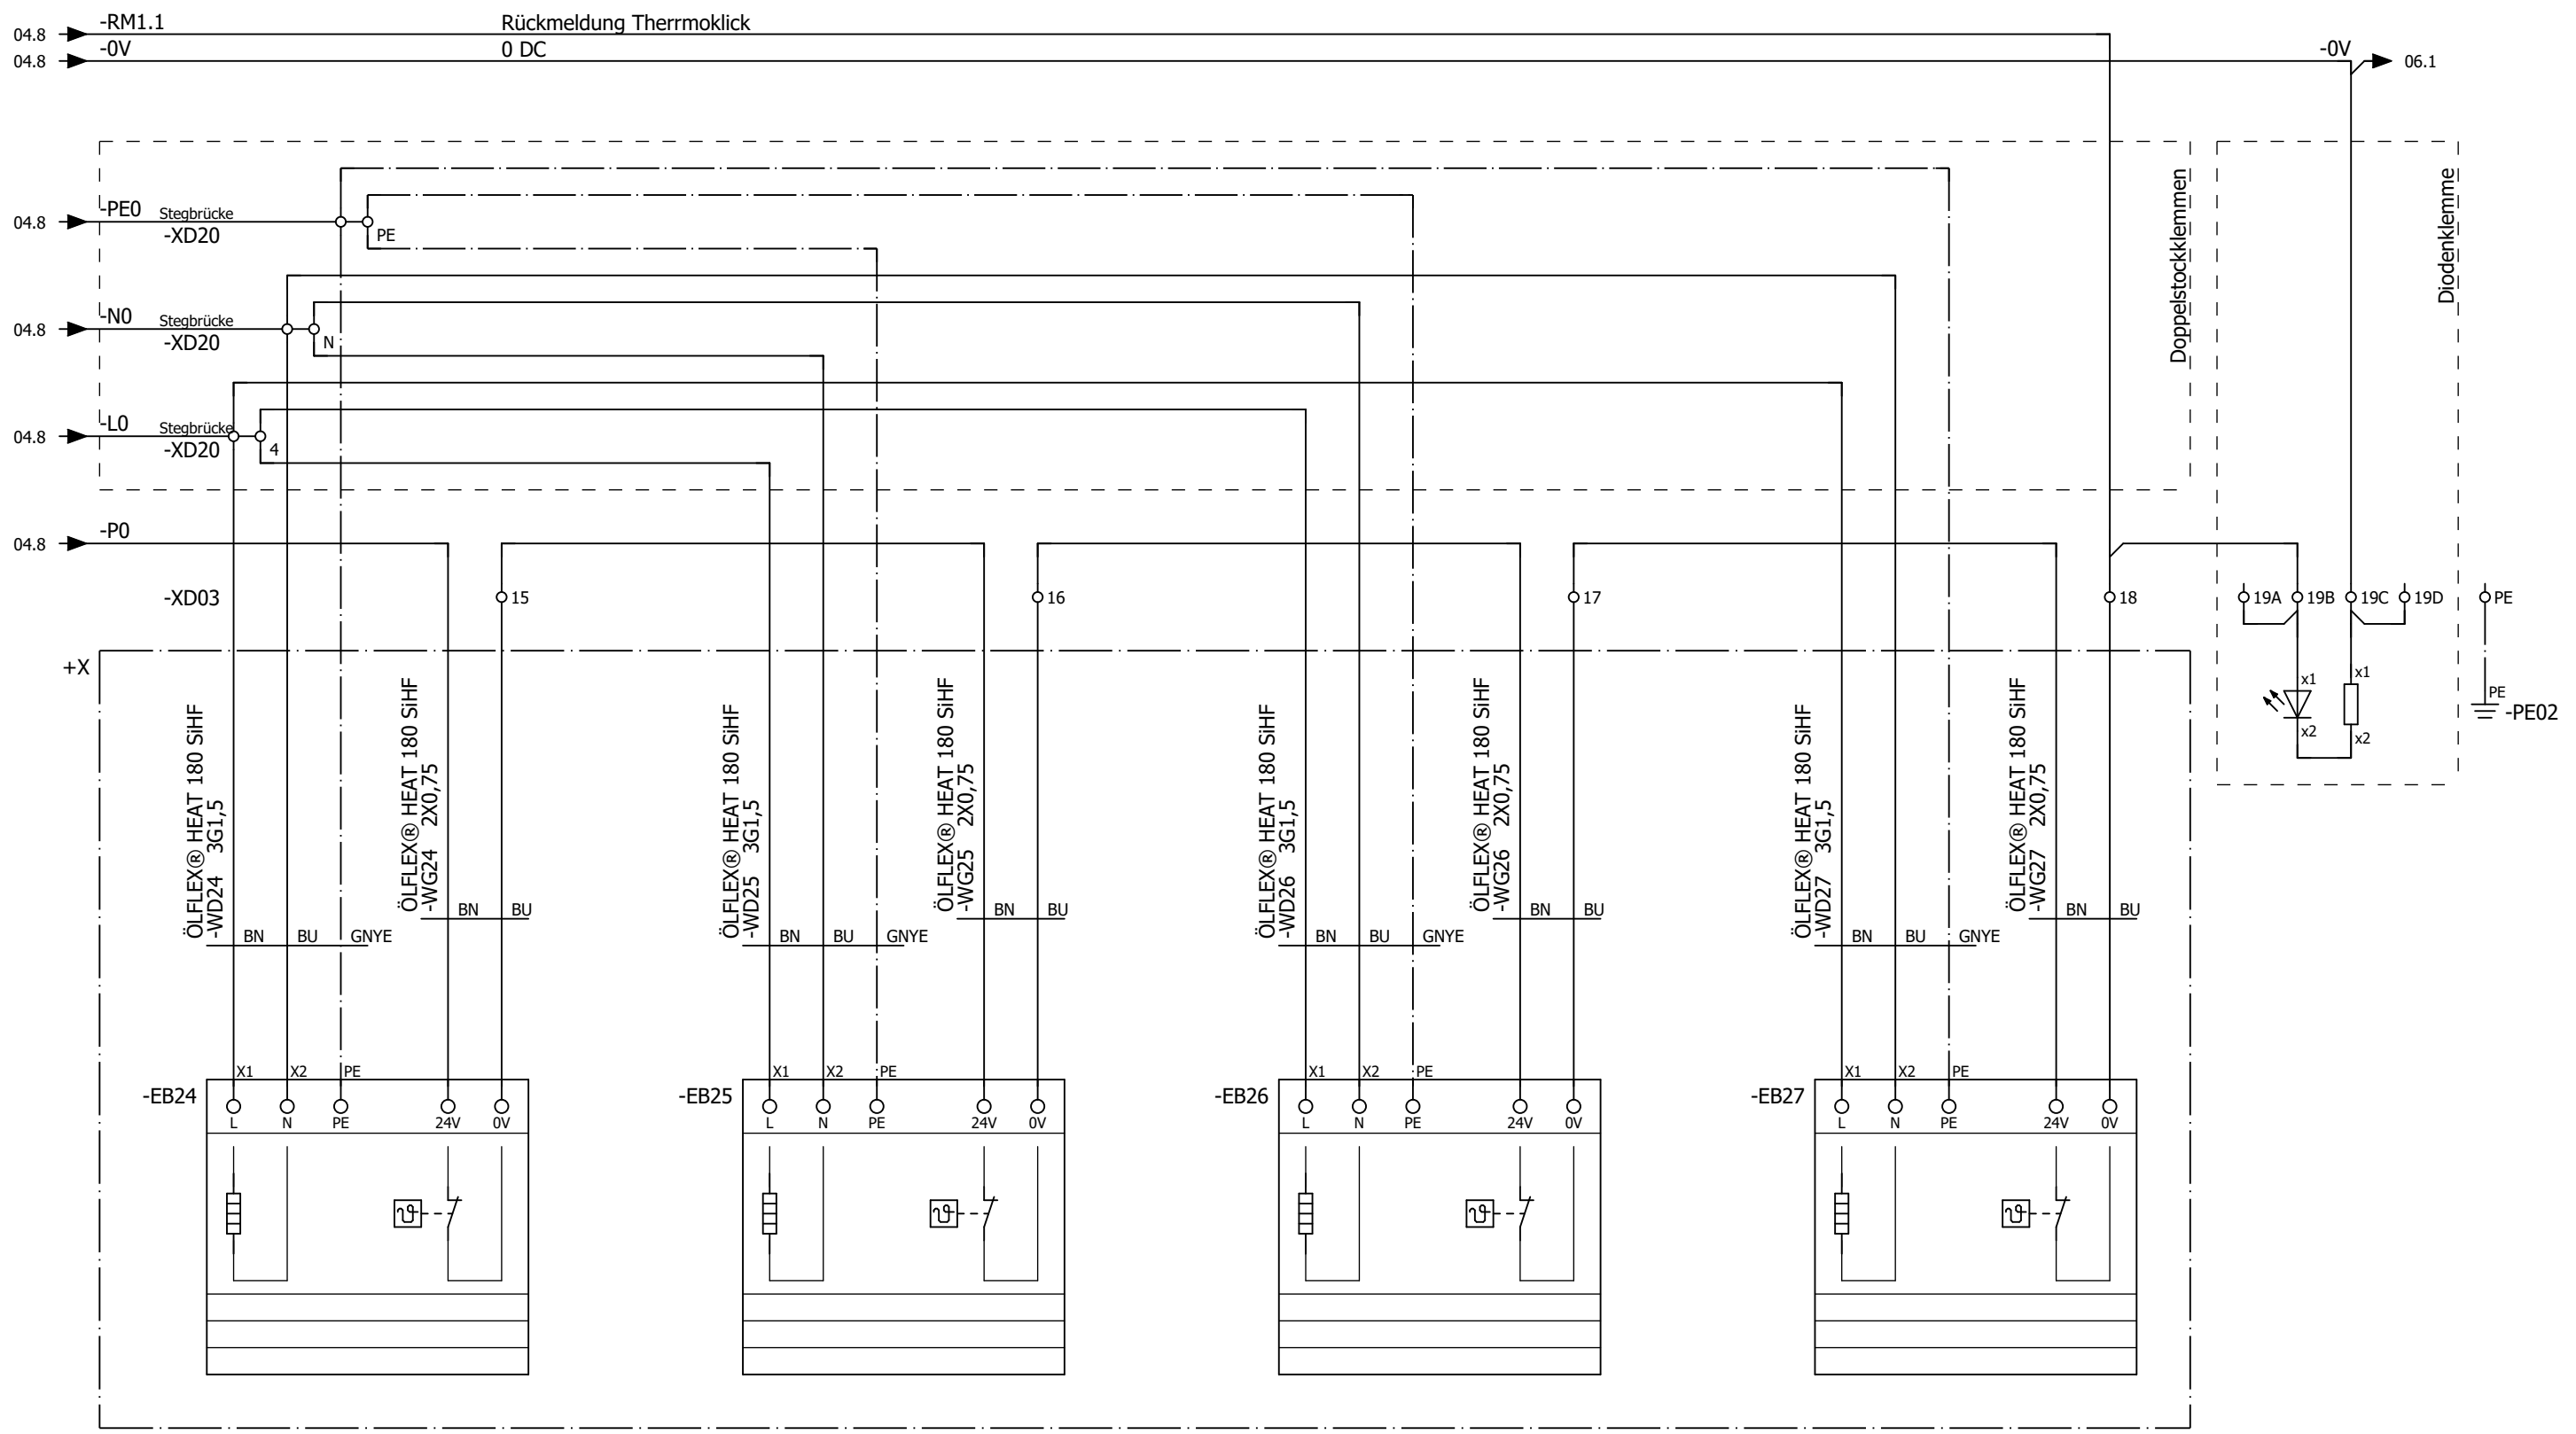 -RM1.1 Rückmeldung Therrmoklick
04.8
-0V 0 DC -0V
04.8 06.1
-PE0 Stegbrücke
04.8
-XD20 PE
-N0 Stegbrücke
04.8
-XD20 N
-L0 Stegbrücke
04.8
-XD20 4
Doppelstockklemmen
Diodenklemme
-P0
04.8
-XD03 15 16 17 18 19A 19B 19C 19D PE
+X
x1 x1
PE
-PE02
x2 x2
ÖLFLEX® HEAT 180 SiHF
-WD24 3G1,5
ÖLFLEX® HEAT 180 SiHF
-WG24 2X0,75
ÖLFLEX® HEAT 180 SiHF
-WD25 3G1,5
ÖLFLEX® HEAT 180 SiHF
-WG25 2X0,75
ÖLFLEX® HEAT 180 SiHF
-WD26 3G1,5
ÖLFLEX® HEAT 180 SiHF
-WG26 2X0,75
ÖLFLEX® HEAT 180 SiHF
-WD27 3G1,5
ÖLFLEX® HEAT 180 SiHF
-WG27 2X0,75
BN BU BN BU BN BU BN BU
BN BU GNYE BN BU GNYE BN BU GNYE BN BU GNYE
X1 X2 PE X1 X2 PE X1 X2 PE X1 X2 PE
-EB24 -EB25 -EB26 -EB27
L N PE 24V 0V L N PE 24V 0V L N PE 24V 0V L N PE 24V 0V
ϑ ϑ ϑ ϑ